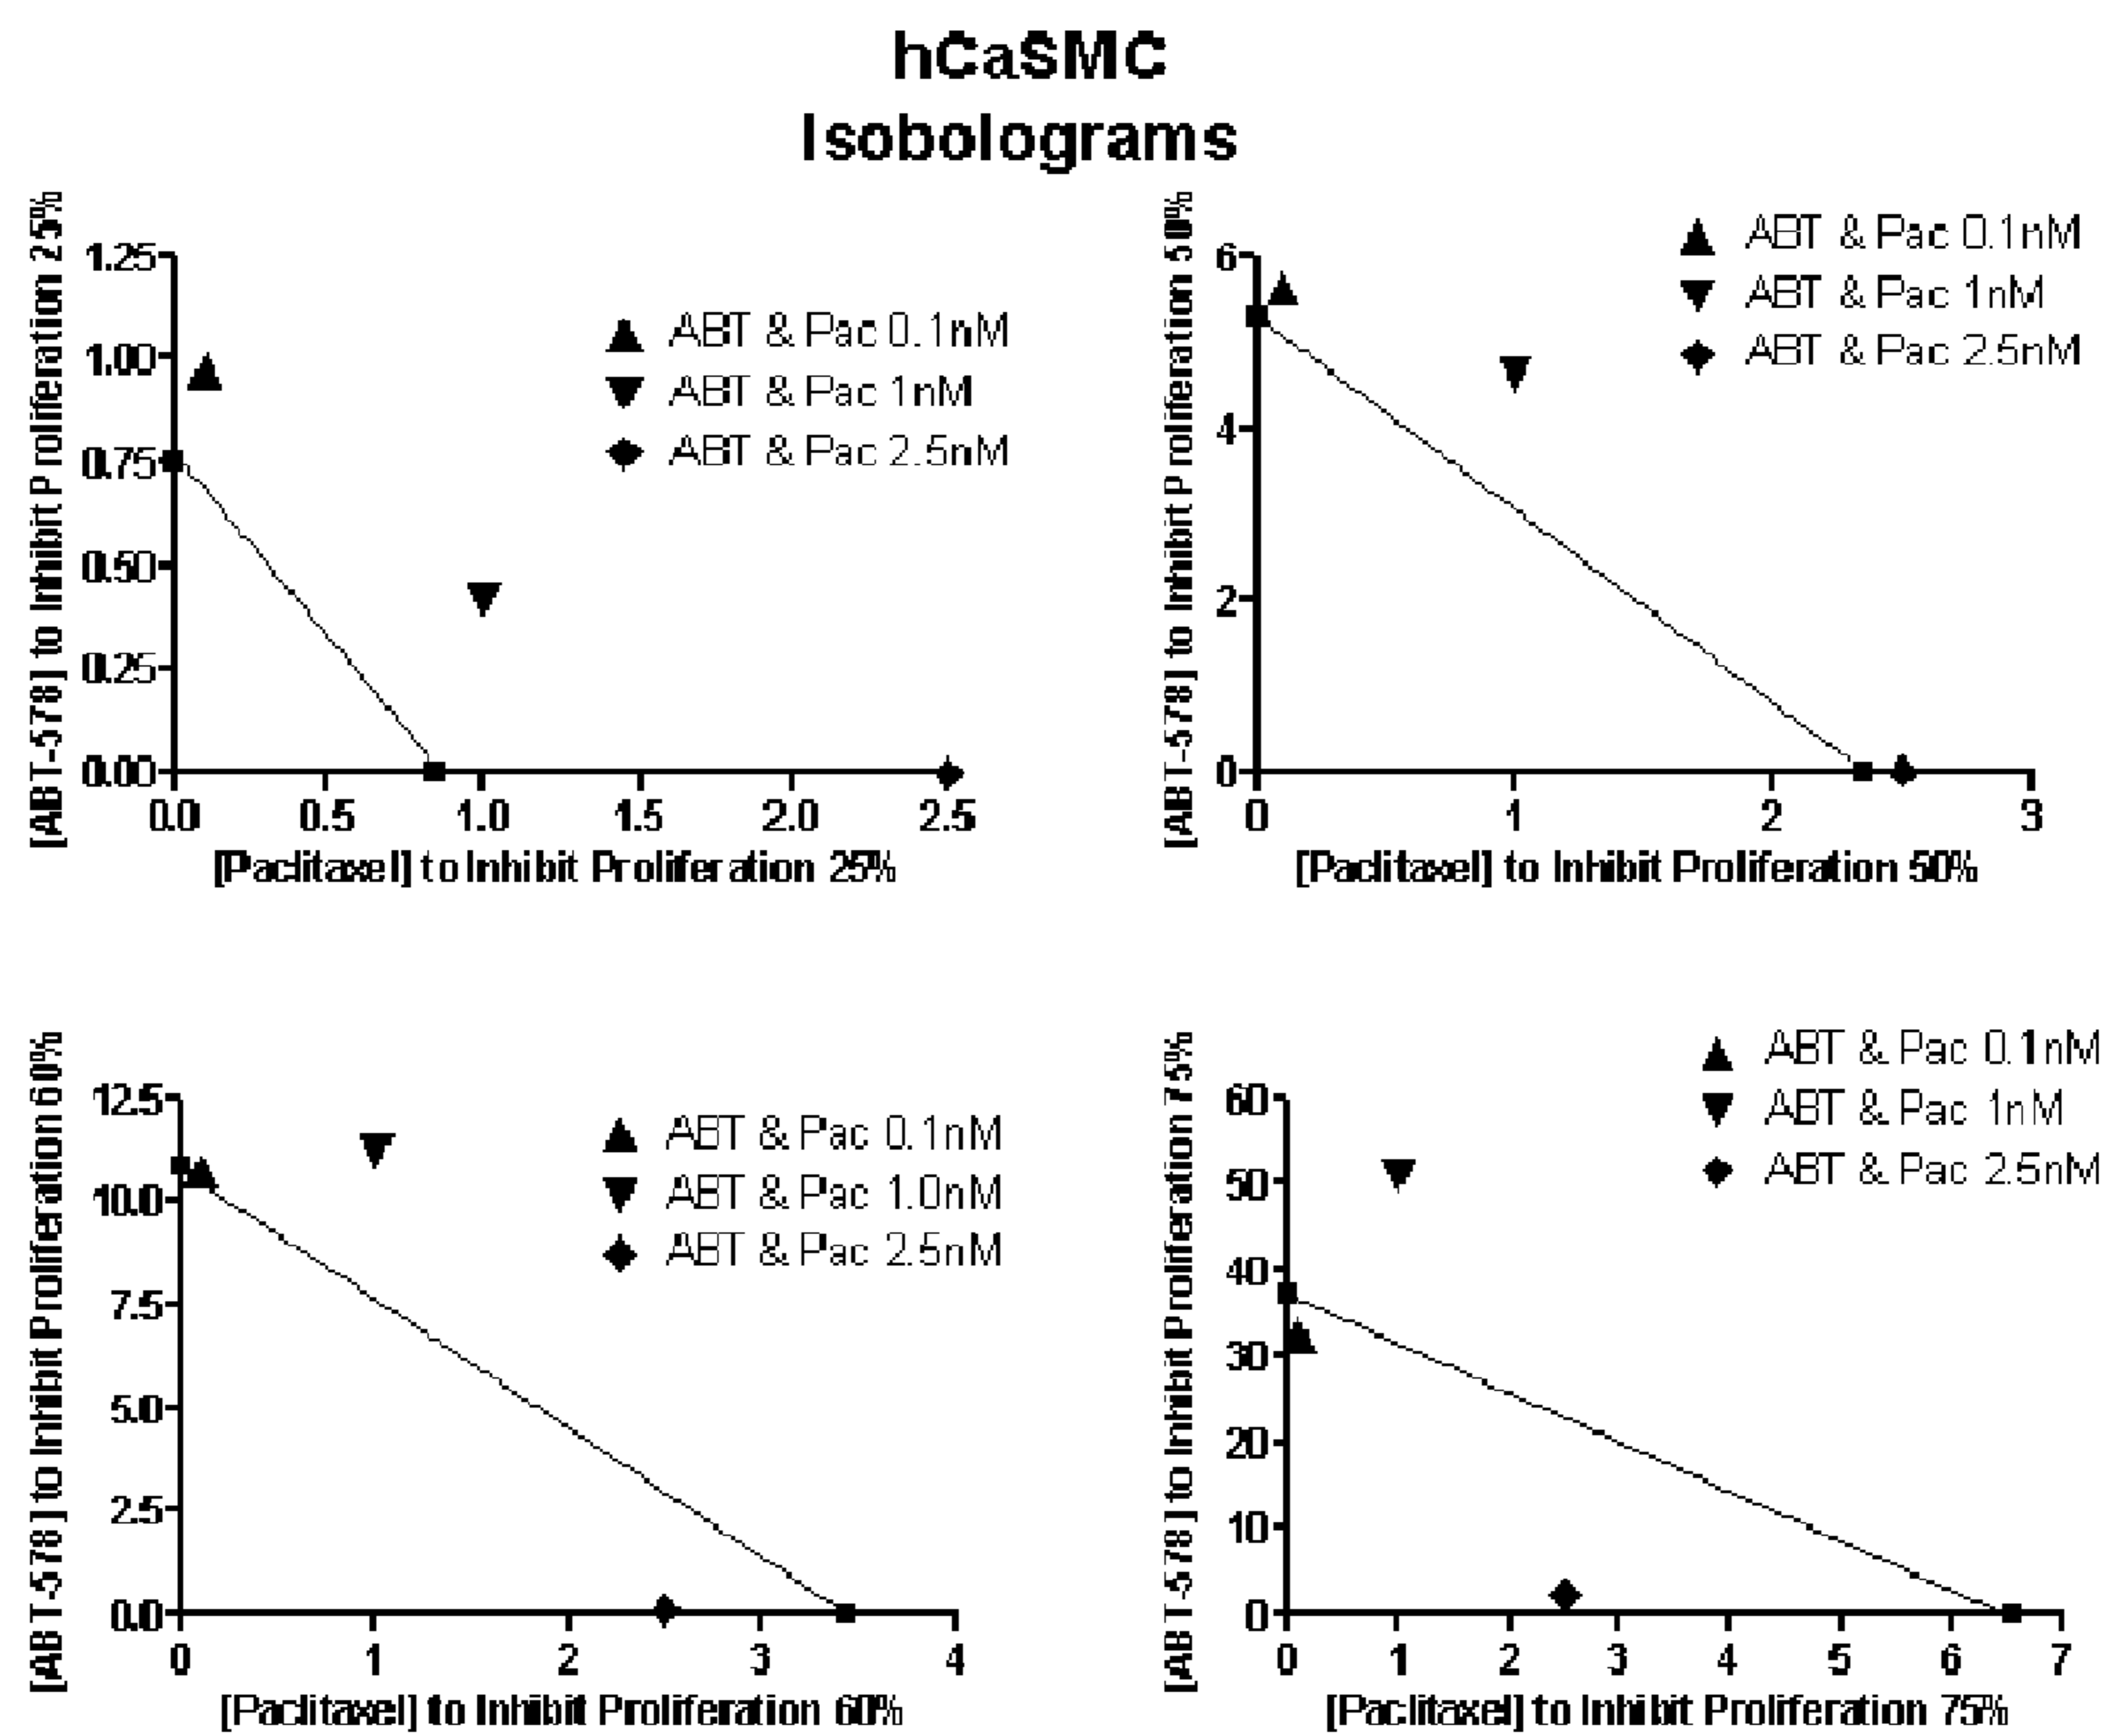 hCaSMC
Isobolograms
[ABT-578] to Inhibit Proliferation 25%
1.25
1.00
0.75
0.50
0.25
0.00
ABT & Pac 0.1nM
ABT & Pac 1nM
ABT & Pac 2.5nM
0.0 0.5 1.0 1.5 2.0 2.5
[Paclitaxel] to Inhibit Proliferation 25%
[ABT-578] to Inhibit Proliferation 50%
6
4
2
0
ABT & Pac 0.1nM
ABT & Pac 1nM
ABT & Pac 2.5nM
0 1 2 3
[Paclitaxel] to Inhibit Proliferation 50%
[ABT-578] to Inhibit Proliferation 60%
12.5
10.0
7.5
5.0
2.5
0.0
ABT & Pac 0.1nM
ABT & Pac 1.0nM
ABT & Pac 2.5nM
0 1 2 3 4
[Paclitaxel] to Inhibit Proliferation 60%
[ABT-578] to Inhibit Proliferation 75%
60
50
40
30
20
10
0
ABT & Pac 0.1nM
ABT & Pac 1nM
ABT & Pac 2.5nM
0 1 2 3 4 5 6 7
[Paclitaxel] to Inhibit Proliferation 75%